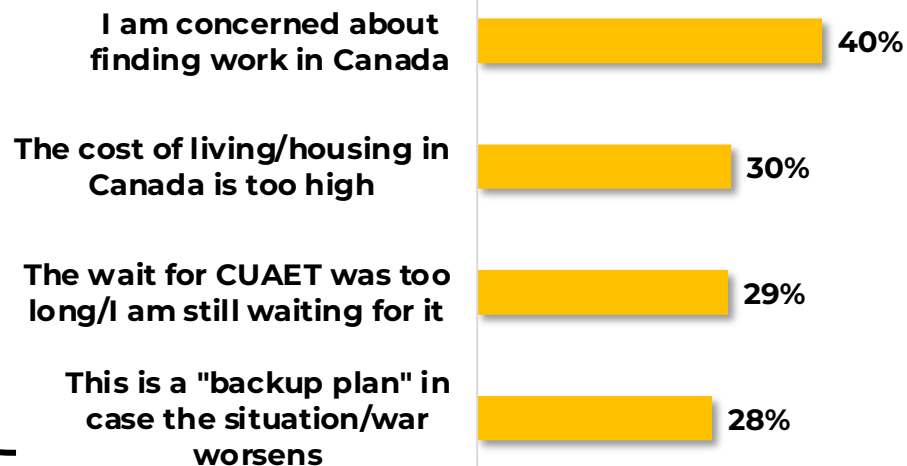 I am concerned about
finding work in Canada
40%
The cost of living/housing in
Canada is too high
30%
The wait for CUAET was too
long/I am still waiting for it
29%
This is a "backup plan" in
case the situation/war
worsens
28%